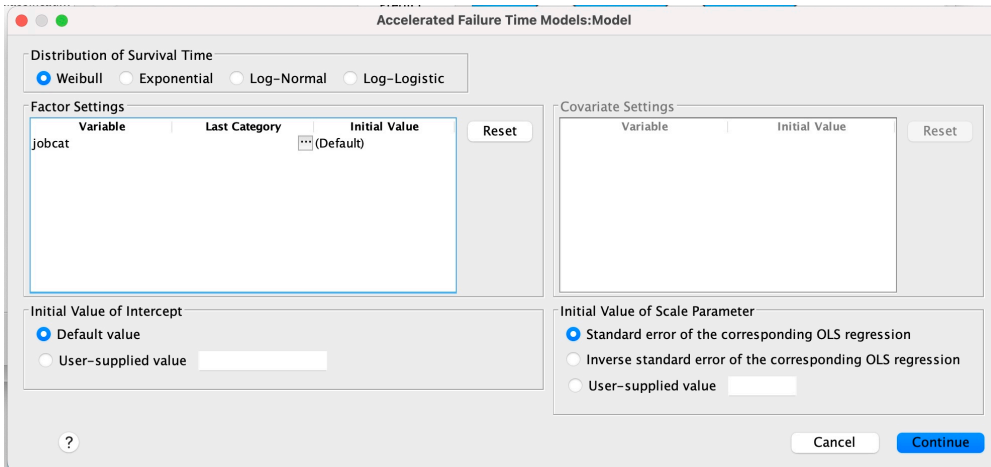 Accelerated Failure Time Models:Model
Distribution of Survival Time
Weibull Exponential Log-Normal Log-Logistic
Factor Settings
Variable Last Category Initial Value
jobcat ... (Default)
Reset
Covariate Settings
Variable Initial Value
Reset
Initial Value of Intercept
Default value
User-supplied value
Initial Value of Scale Parameter
Standard error of the corresponding OLS regression
Inverse standard error of the corresponding OLS regression
User-supplied value
? Cancel Continue